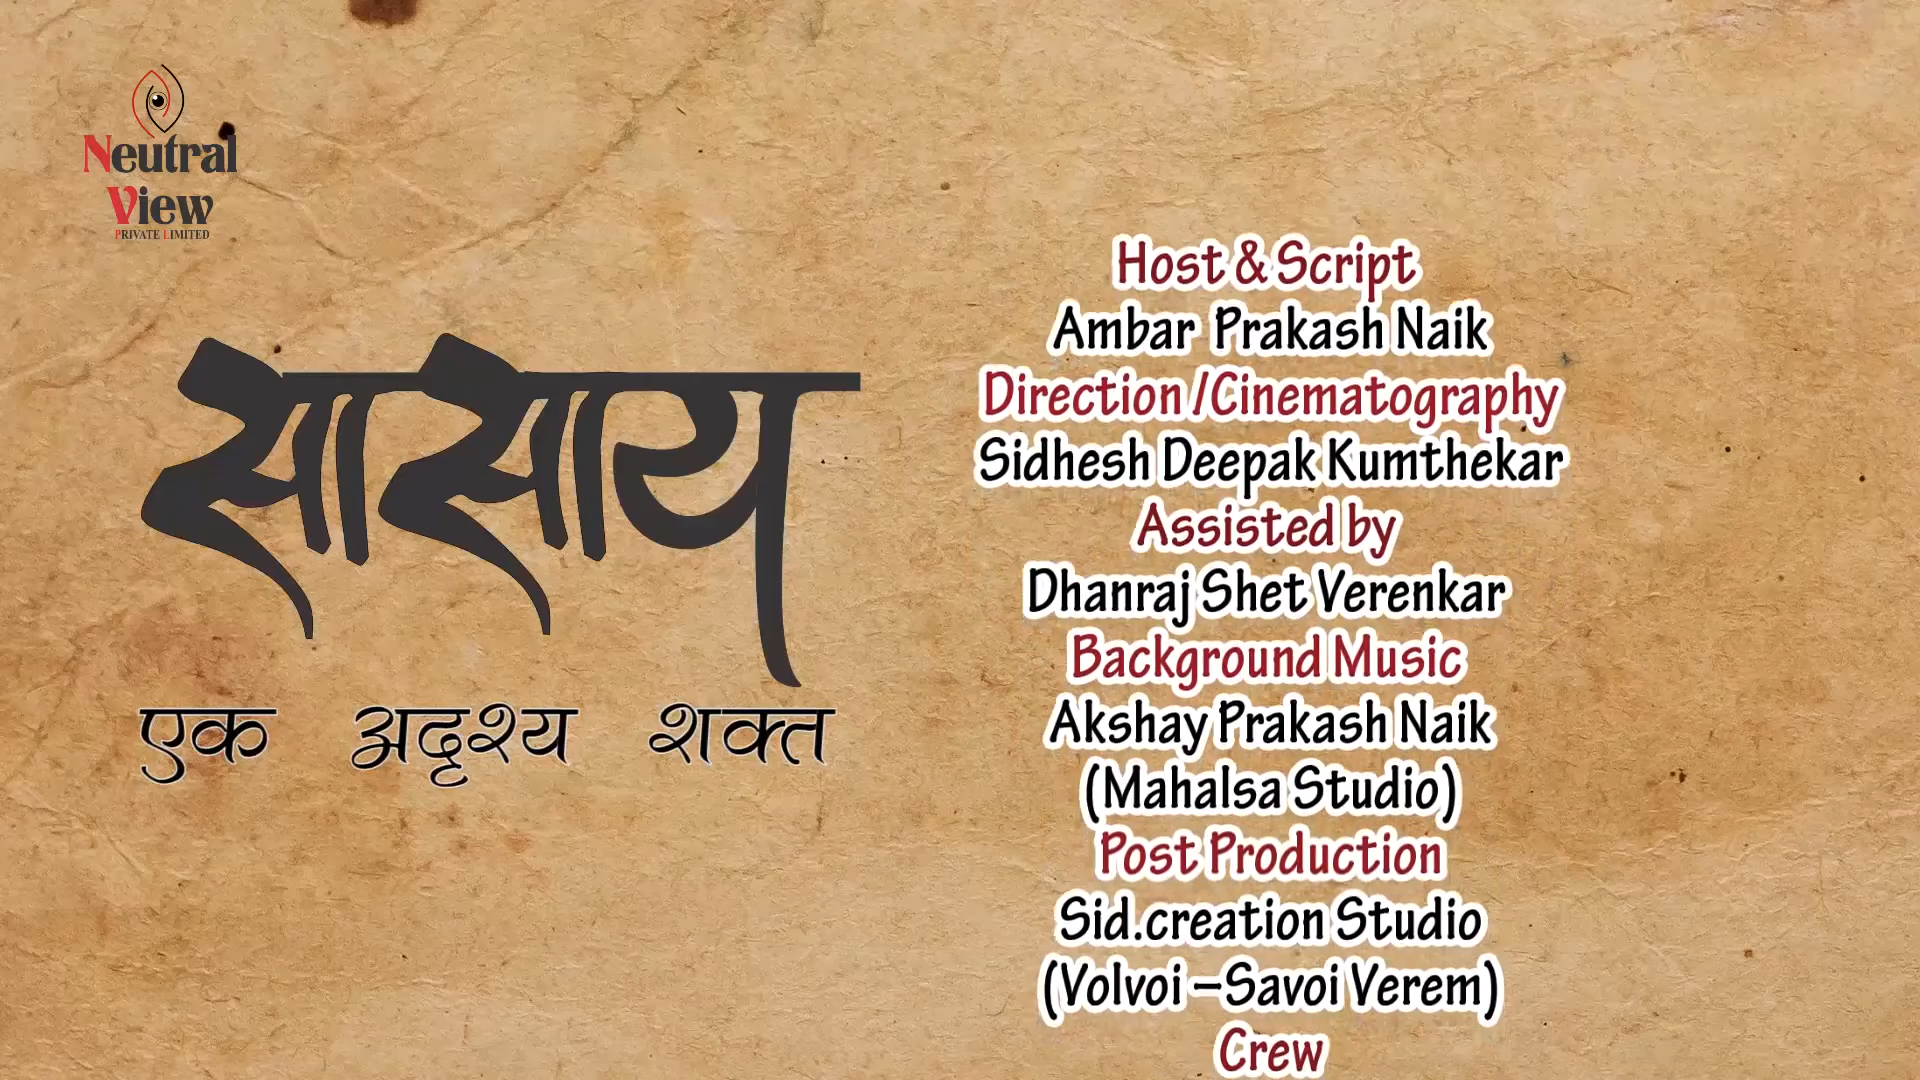 Neutral
View
PRIVATE LIMITED
सासाय
एक अदृश्य शक्त
Host & Script
Ambar Prakash Naik
Direction /Cinematography
Sidhesh Deepak Kumthekar
Assisted by
Dhanraj Shet Verenkar
Background Music
Akshay Prakash Naik
(Mahalsa Studio)
Post Production
Sid.creation Studio
(Volvoi –Savoi Verem)
Crew